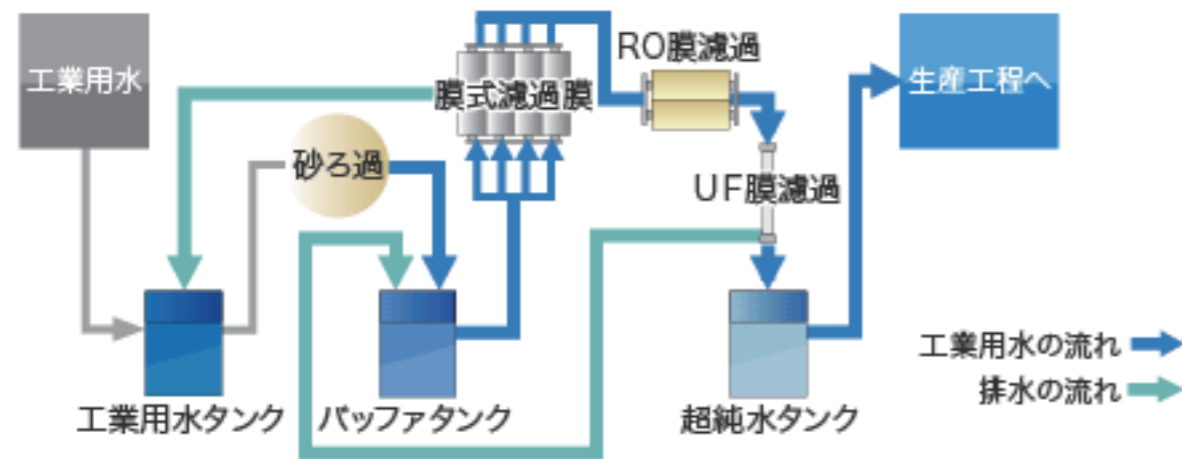 工業用水
砂ろ過
膜式濾過膜
RO膜濾過
UF膜濾過
生産工程へ
工業用水タンク
バッファタンク
超純水タンク
工業用水の流れ
排水の流れ